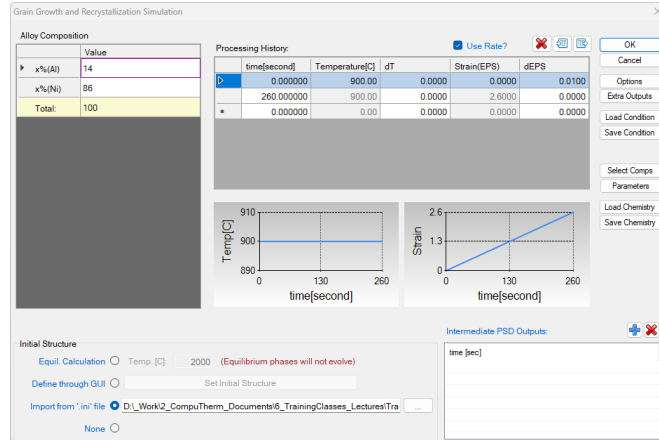 Grain Growth and Recrystallization Simulation
Alloy Composition
Value
x%(Al) 14
x%(Ni) 86
Total: 100
Processing History:
Use Rate?
time[second] Temperature[C] dT Strain(EPS) dEPS
0.000000 900.00 0.0000 0.0000 0.0100
260.000000 900.00 0.0000 2.6000 0.0000
* 0.000000 0.00 0.0000 0.0000 0.0000
OK
Cancel
Options
Extra Outputs
Load Condition
Save Condition
Select Comps
Parameters
Load Chemistry
Save Chemistry
Temp[C]
910
900
890
0 130 260
time[second]
Strain
2.6
1.3
0
0 130 260
time[second]
Initial Structure
Equil. Calculation Temp. [C]: 2000 (Equilibrium phases will not evolve)
Define through GUI Set Initial Structure
Import from '.ini' file D:\_Work\2_CompuTherm_Documents\6_TrainingClasses_Lectures\Tra ...
None
Intermediate PSD Outputs:
time [sec]